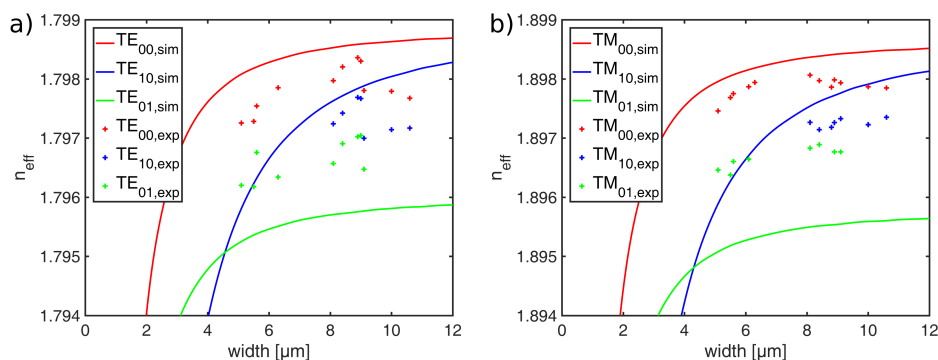 a)
1.799
1.798
1.797
1.796
1.795
1.794
n_eff
TE_00,sim
TE_10,sim
TE_01,sim
TE_00,exp
TE_10,exp
TE_01,exp
0 2 4 6 8 10 12
width [µm]
b)
1.899
1.898
1.897
1.896
1.895
1.894
n_eff
TM_00,sim
TM_10,sim
TM_01,sim
TM_00,exp
TM_10,exp
TM_01,exp
0 2 4 6 8 10 12
width [µm]